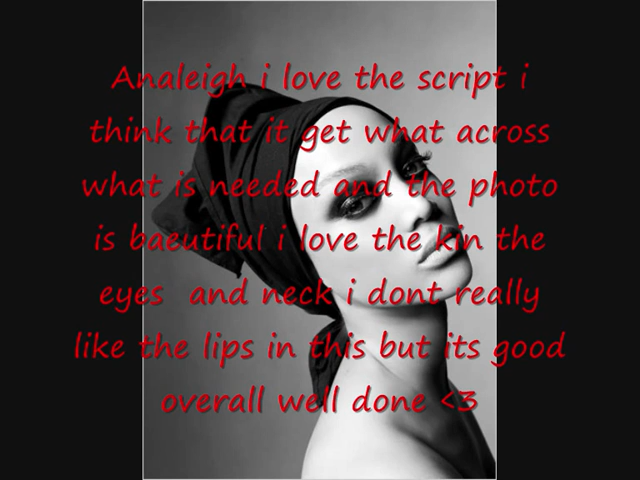 Analeigh i love the script i
think that it get what across
what is needed and the photo
is baeutiful i love the kin the
eyes and neck i dont really
like the lips in this but its good
overall well done <3